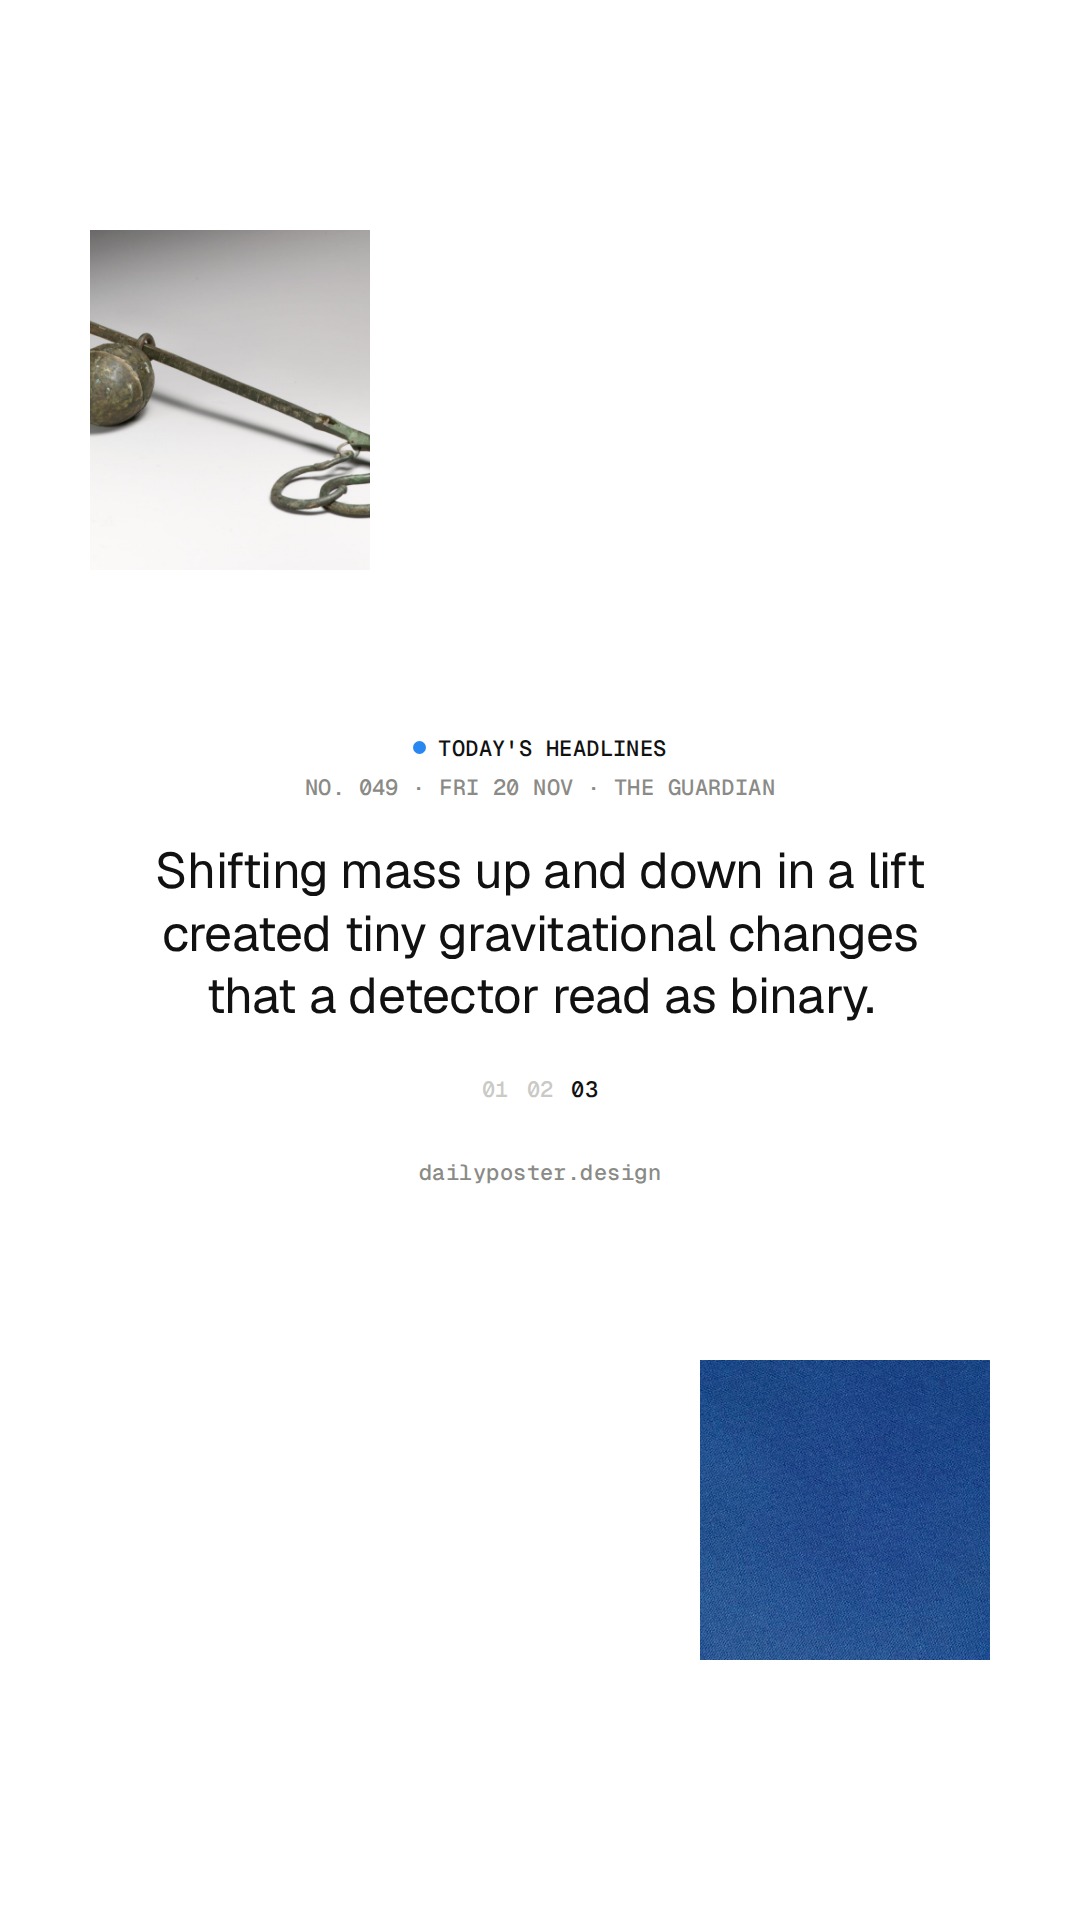 TODAY'S HEADLINES
NO. 049 · FRI 20 NOV · THE GUARDIAN
Shifting mass up and down in a lift
created tiny gravitational changes
that a detector read as binary.
01 02 03
dailyposter.design